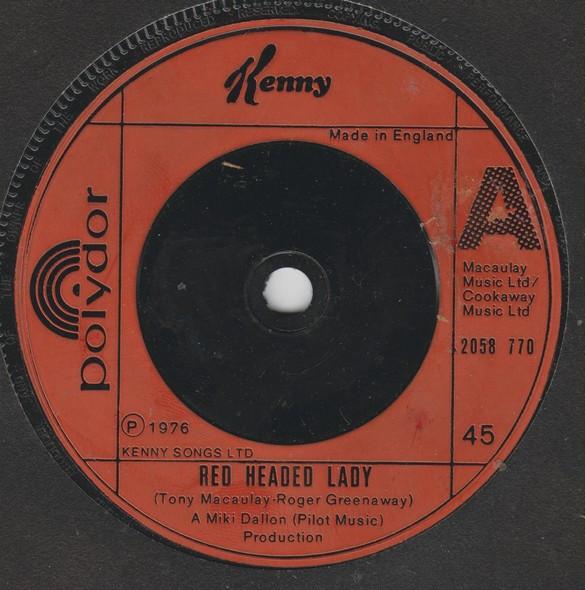 Kenny
Made in England
polydor
A
Macaulay
Music Ltd/
Cookaway
Music Ltd
2058 770
Ⓟ 1976
KENNY SONGS LTD
45
RED HEADED LADY
(Tony Macaulay-Roger Greenaway)
A Miki Dallon (Pilot Music)
Production